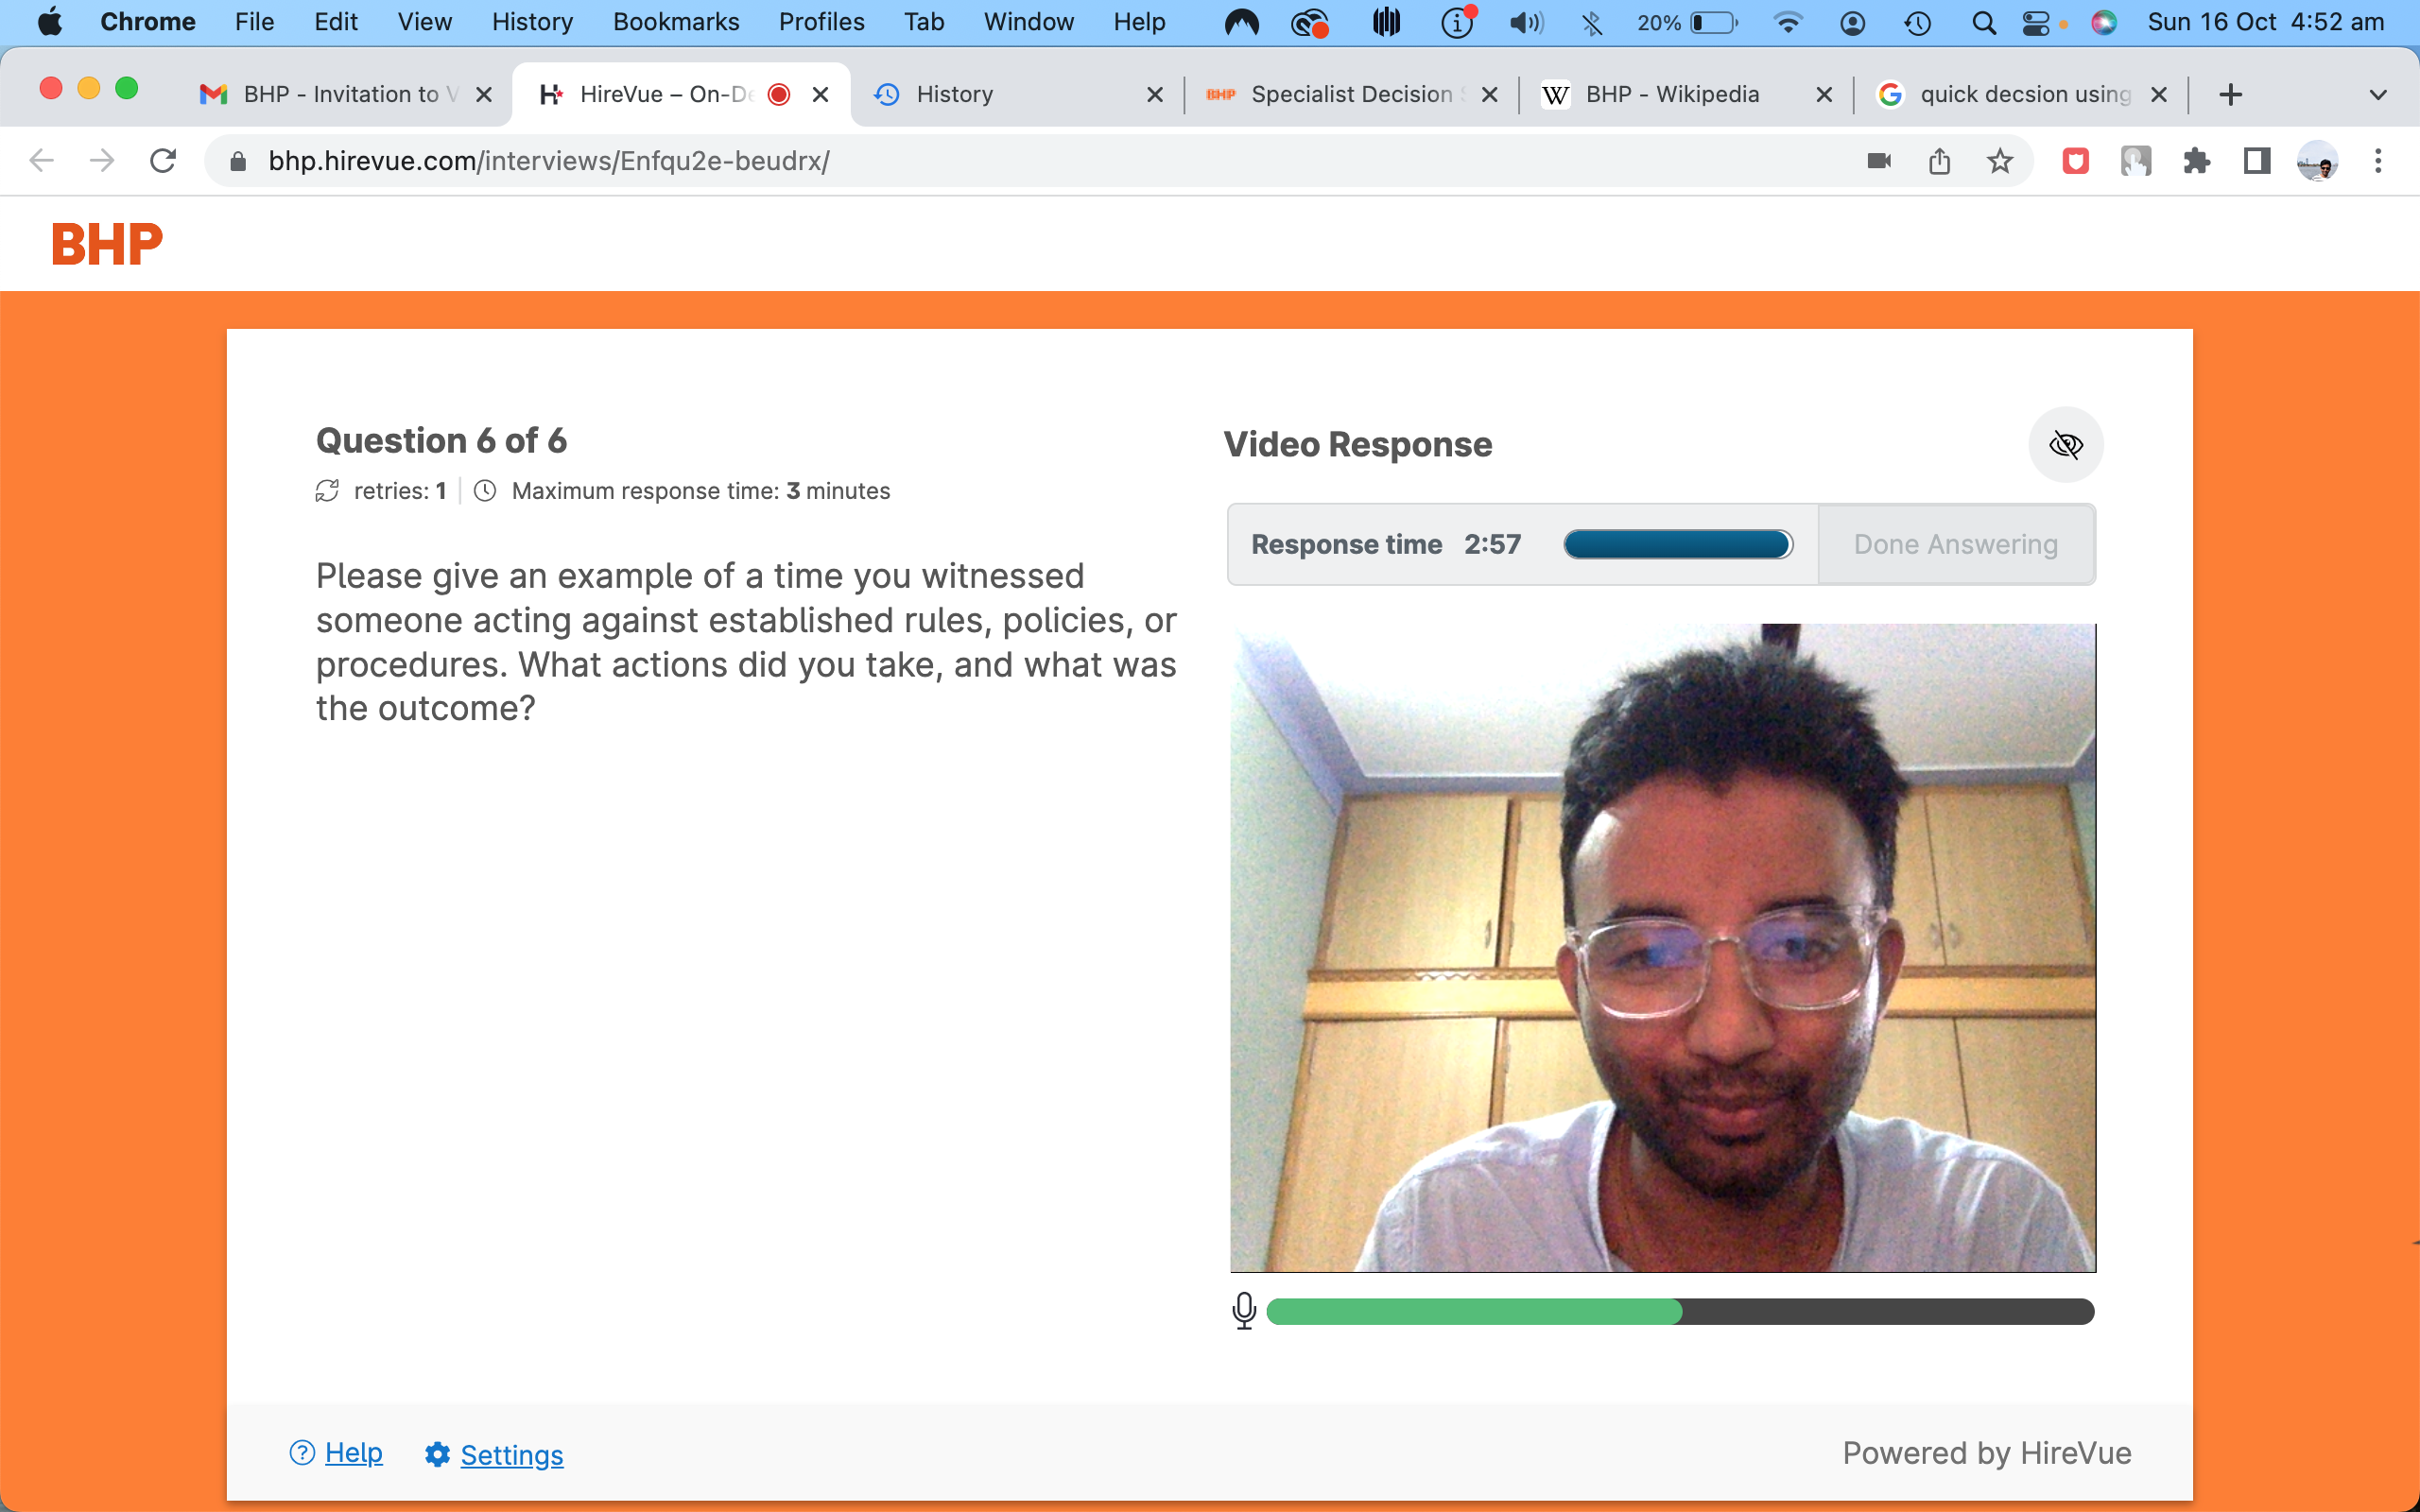 Chrome File Edit View History Bookmarks Profiles Tab Window Help 20% Sun 16 Oct 4:52 am
BHP - Invitation to V HireVue – On-De History BHP Specialist Decision S W BHP - Wikipedia G quick decsion using
bhp.hirevue.com/interviews/Enfqu2e-beudrx/
BHP
Question 6 of 6
retries: 1 Maximum response time: 3 minutes
Please give an example of a time you witnessed
someone acting against established rules, policies, or
procedures. What actions did you take, and what was
the outcome?
Video Response
Response time 2:57 Done Answering
Help Settings Powered by HireVue